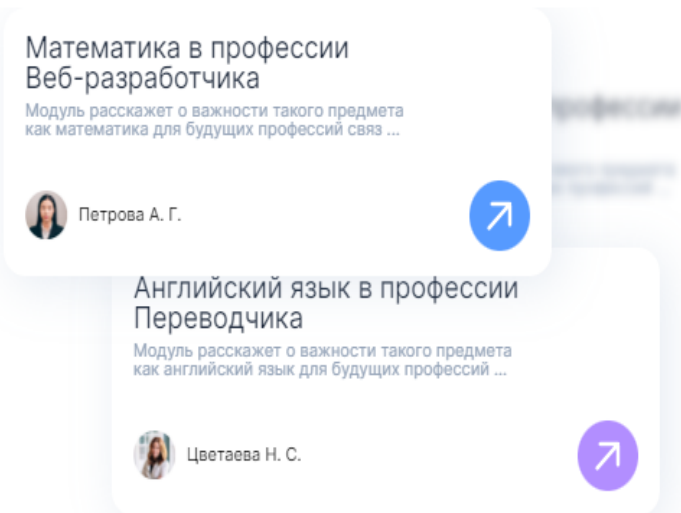 Математика в профессии
Веб-разработчика
Модуль расскажет о важности такого предмета
как математика для будущих профессий связ ...
Петрова А. Г.
Английский язык в профессии
Переводчика
Модуль расскажет о важности такого предмета
как английский язык для будущих профессий ...
Цветаева Н. С.